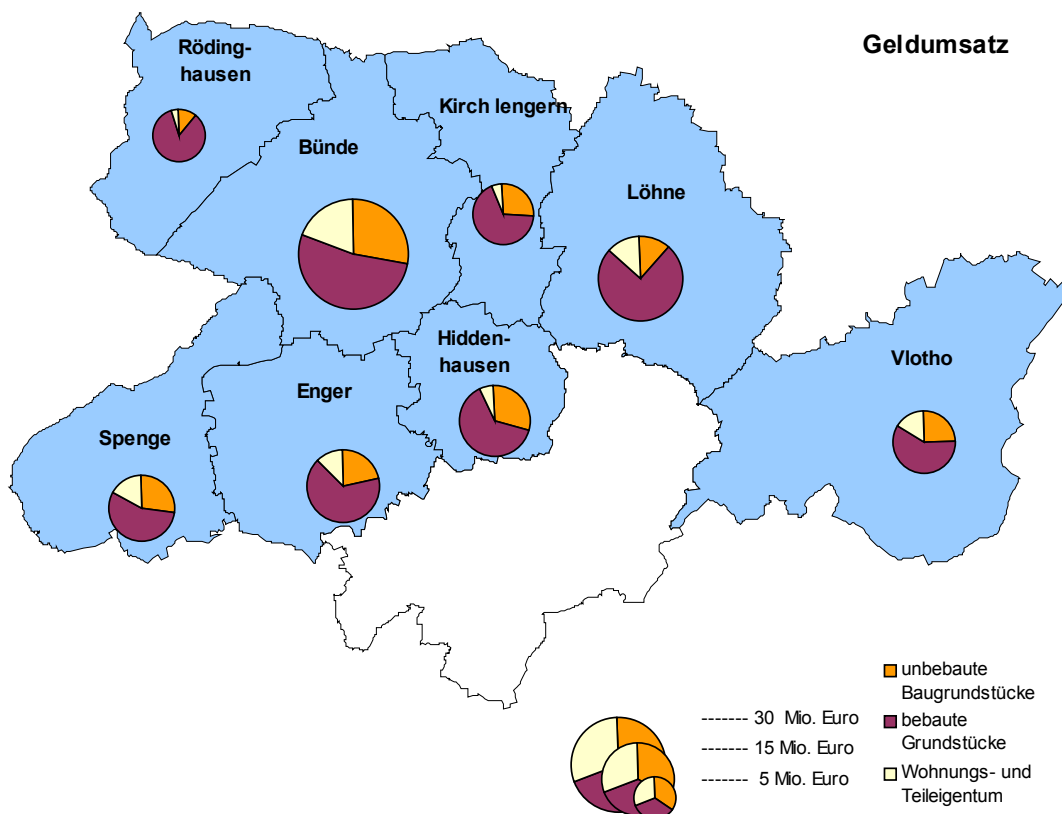 Geldumsatz
Röding-
hausen
Kirch lengern
Bünde
Löhne
Hidden-
hausen
Vlotho
Enger
Spenge
30 Mio. Euro
15 Mio. Euro
5 Mio. Euro
unbebaute
Baugrundstücke
bebaute
Grundstücke
Wohnungs- und
Teileigentum